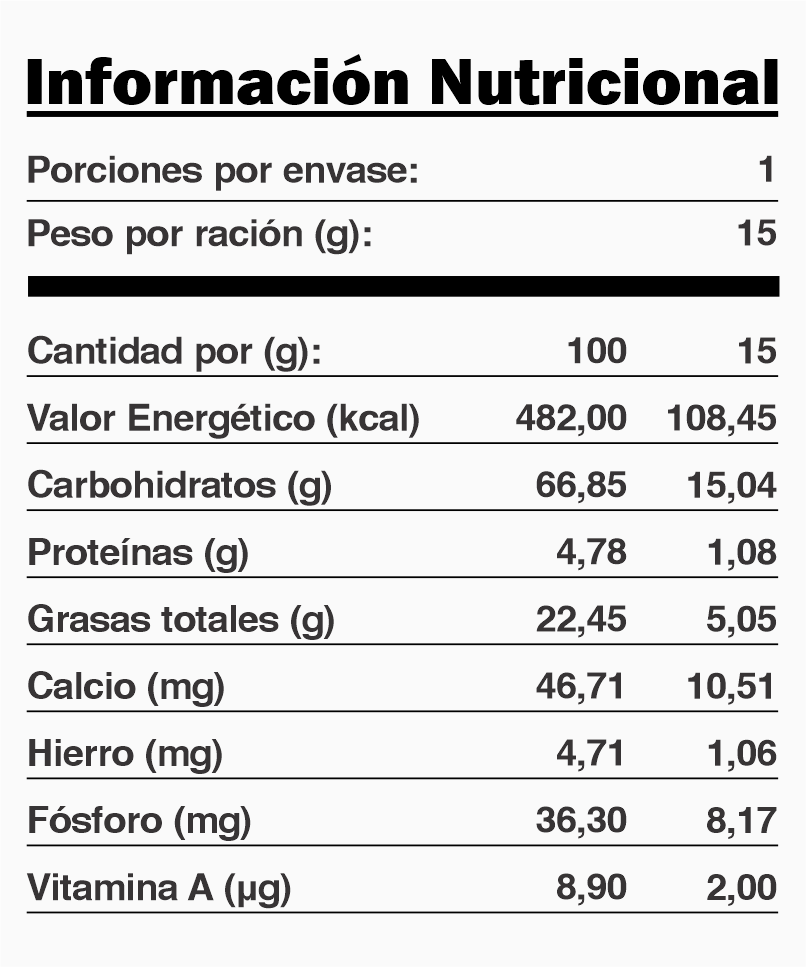 Información Nutricional
Porciones por envase: 1
Peso por ración (g): 15
Cantidad por (g): 100 15
Valor Energético (kcal) 482,00 108,45
Carbohidratos (g) 66,85 15,04
Proteínas (g) 4,78 1,08
Grasas totales (g) 22,45 5,05
Calcio (mg) 46,71 10,51
Hierro (mg) 4,71 1,06
Fósforo (mg) 36,30 8,17
Vitamina A (µg) 8,90 2,00